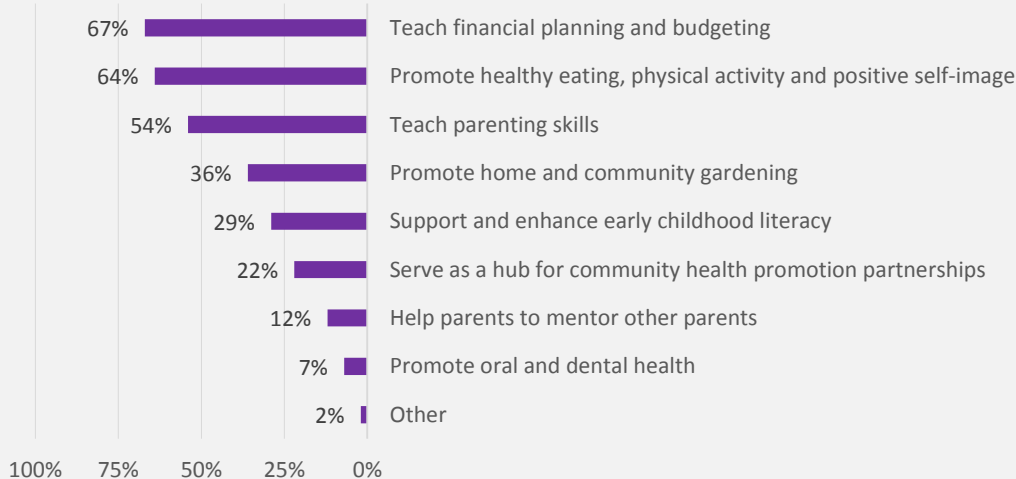 67% Teach financial planning and budgeting
64% Promote healthy eating, physical activity and positive self-image
54% Teach parenting skills
36% Promote home and community gardening
29% Support and enhance early childhood literacy
22% Serve as a hub for community health promotion partnerships
12% Help parents to mentor other parents
7% Promote oral and dental health
2% Other
100% 75% 50% 25% 0%